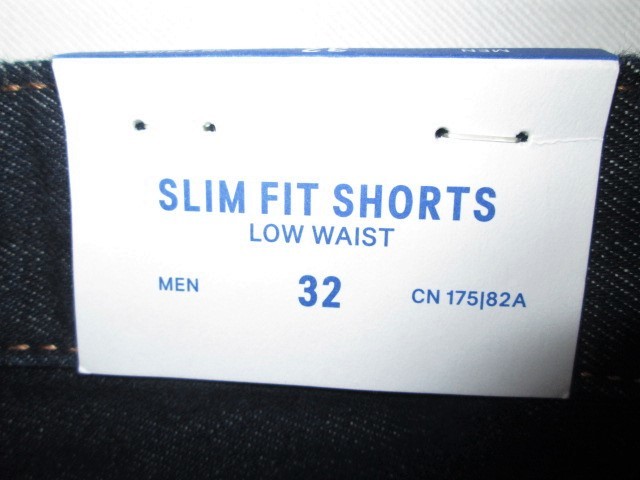 SLIM FIT SHORTS
LOW WAIST
MEN 32 CN 175|82A